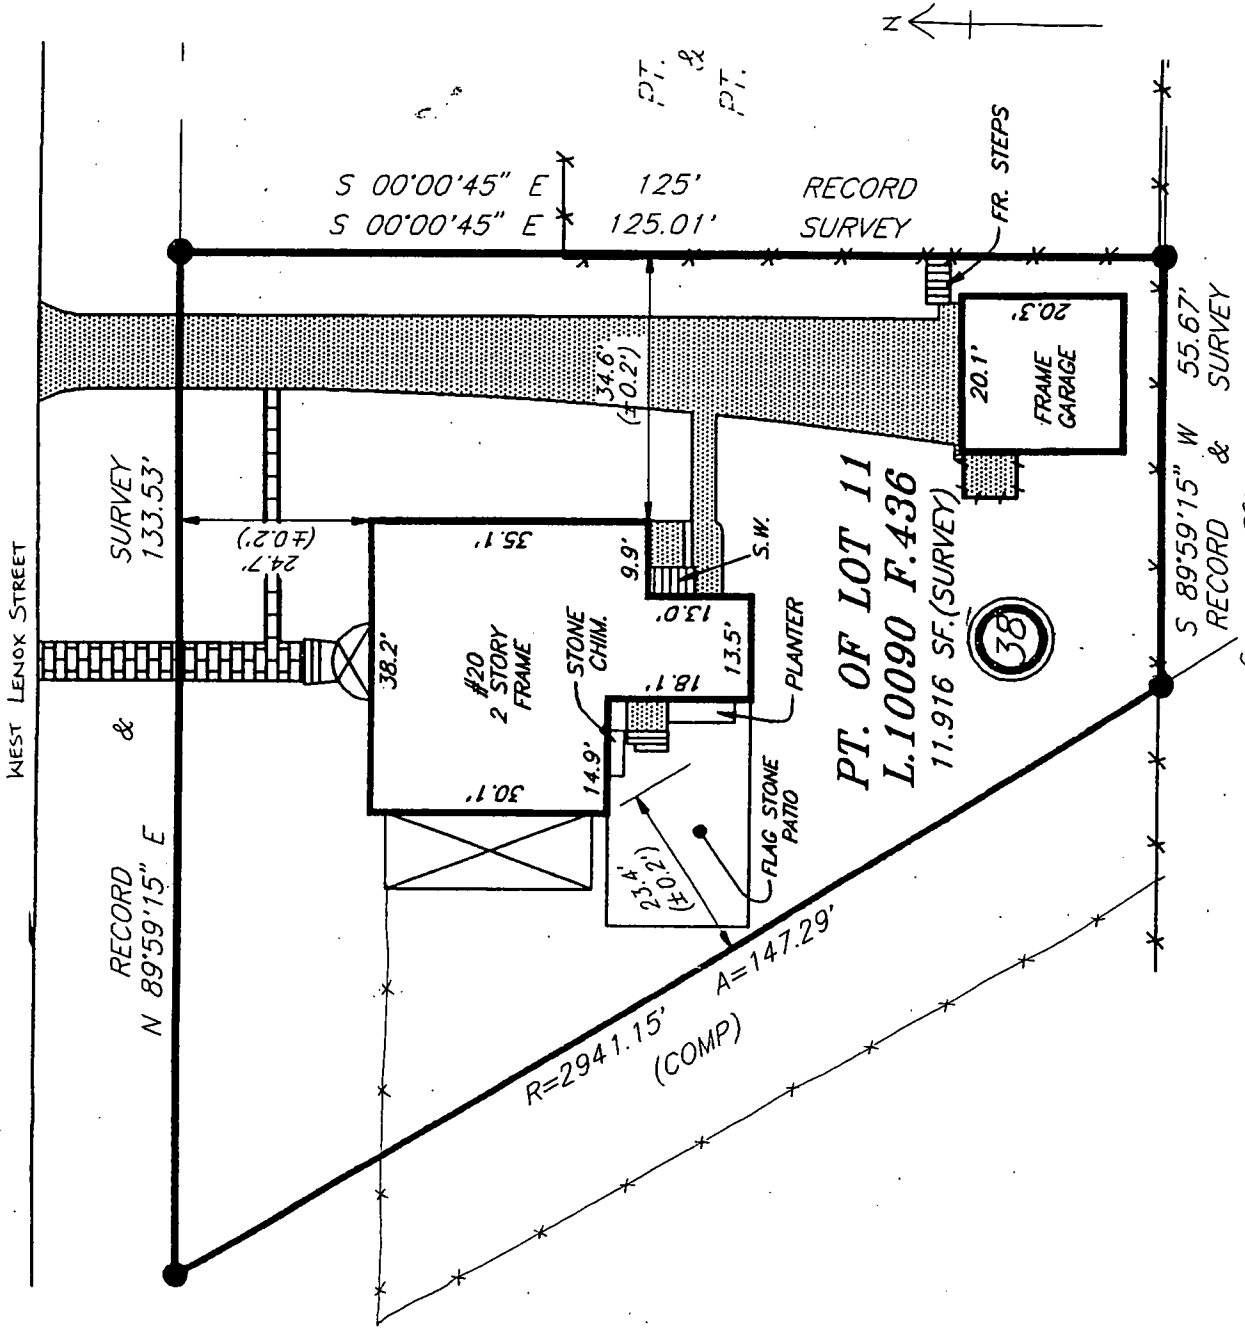 WEST LENOX STREET
N
RECORD & SURVEY
N 89°59'15" E 133.53'
S 00°00'45" E 125' RECORD
S 00°00'45" E 125.01' SURVEY
PT.
&
PT.
FR. STEPS
24.7'
(±0.2')
34.6'
(±0.2')
20.1'
20.3'
FRAME
GARAGE
38.2'
35.1'
9.9'
13.0'
13.5'
18.1'
14.9'
30.1'
#20
2 STORY
FRAME
STONE
CHIM.
S.W.
PLANTER
FLAG STONE
PATIO
23.4'
(±0.2')
PT. OF LOT 11
L.10090 F.436
11.916 SF.(SURVEY)
38
S 89°59'15" W 55.67'
RECORD & SURVEY
R=2941.15' A=147.29'
(COMP)